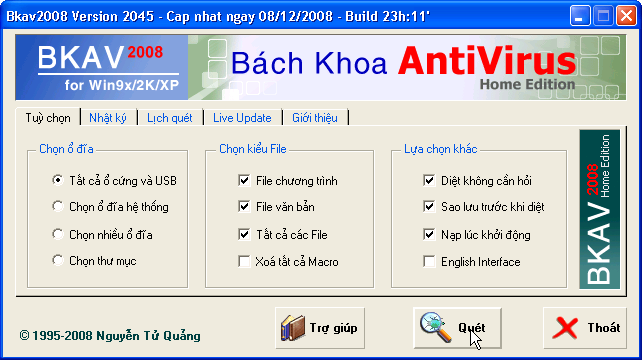 Bkav2008 Version 2045 - Cap nhat ngay 08/12/2008 - Build 23h:11'
BKAV 2008
for Win9x/2K/XP
Bách Khoa AntiVirus
Home Edition
Tuỳ chọn Nhật ký Lịch quét Live Update Giới thiệu
Chọn ổ đĩa
Tất cả ổ cứng và USB
Chọn ổ đĩa hệ thống
Chọn nhiều ổ đĩa
Chọn thư mục
Chọn kiểu File
File chương trình
File văn bản
Tất cả các File
Xoá tất cả Macro
Lựa chọn khác
Diệt không cần hỏi
Sao lưu trước khi diệt
Nạp lúc khởi động
English Interface
BKAV 2008
Home Edition
© 1995-2008 Nguyễn Tử Quảng
Trợ giúp
Quét
Thoát